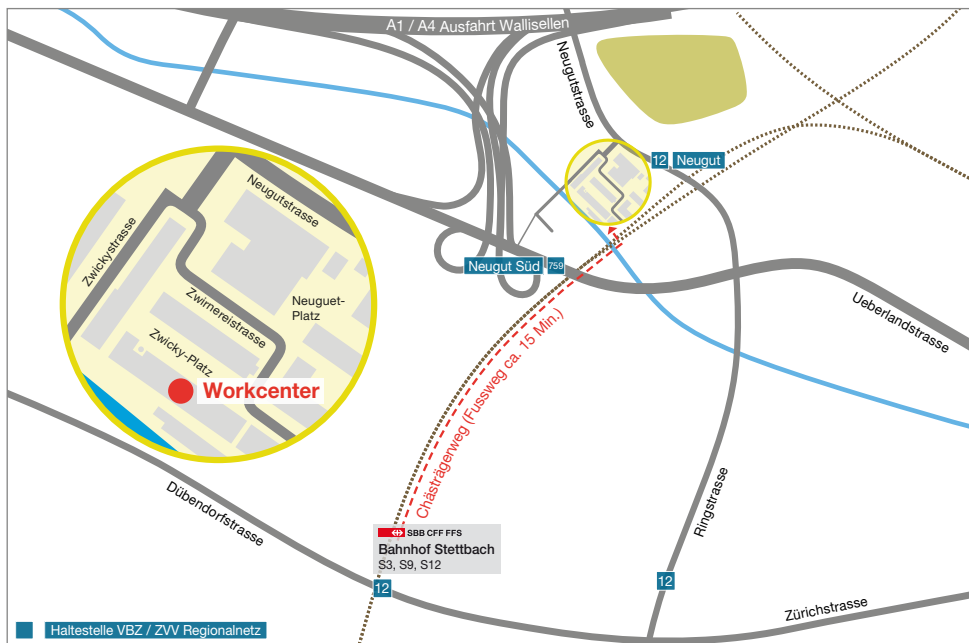 A1 / A4 Ausfahrt Wallisellen
Neugutstrasse
12 Neugut
Neugut Süd 759
Ueberlandstrasse
Neugutstrasse
Zwickystrasse
Zwirnereistrasse
Neuguet-
Platz
Zwicky-Platz
Workcenter
Chästrägerweg (Fussweg ca. 15 Min.)
Dübendorfstrasse
Ringstrasse
SBB CFF FFS
Bahnhof Stettbach
S3, S9, S12
12
12
Zürichstrasse
Haltestelle VBZ / ZVV Regionalnetz